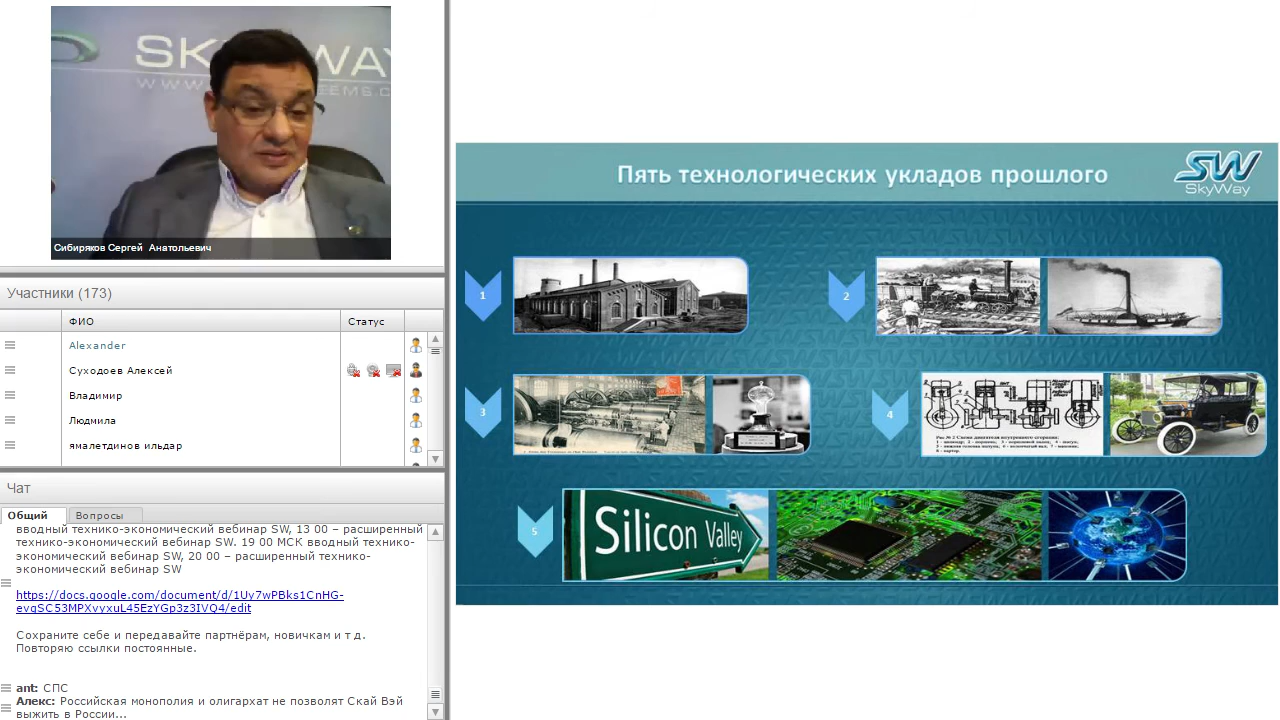 SKYWAY
Сибиряков Сергей Анатольевич
Участники (173)
ФИО
Статус
Alexander
Суходоев Алексей
Владимир
Людмила
ямалетдинов ильдар
Чат
Общий
Вопросы
вводный технико-экономический вебинар SW, 13 00 – расширенный
технико-экономический вебинар SW. 19 00 МСК вводный технико-
экономический вебинар SW, 20 00 – расширенный технико-
экономический вебинар SW
https://docs.google.com/document/d/1Uy7wPBks1CnHG-
evgSC53MPXvyxuL45EzYGp3z3IVQ4/edit
Сохраните себе и передавайте партнёрам, новичкам и т д.
Повторяю ссылки постоянные.
ant: СПС
Алекс: Российская монополия и олигархат не позволят Скай Вэй
выжить в России...
Пять технологических укладов прошлого
SW
SkyWay
1
2
3
4
5
Silicon Valley